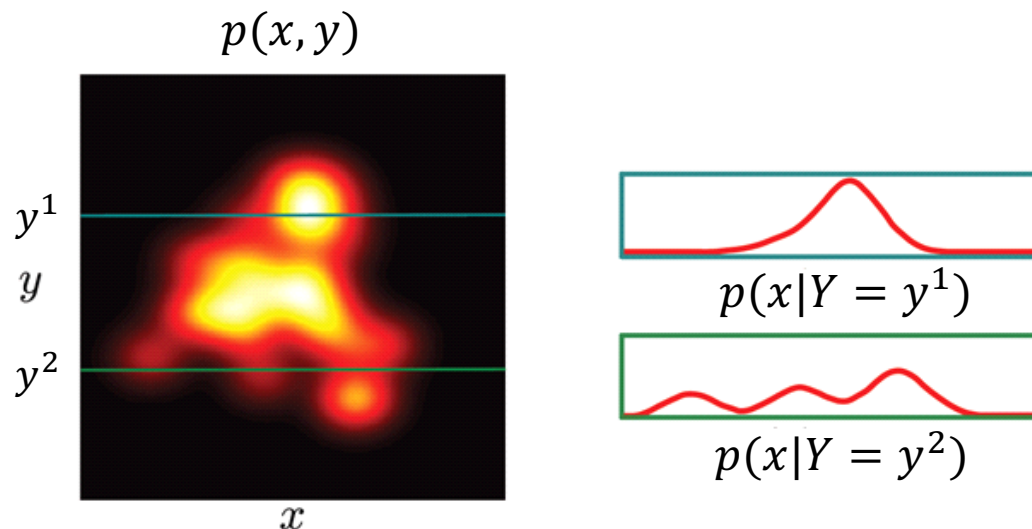 p(x, y)
y¹
y
y²
x
p(x|Y = y¹)
p(x|Y = y²)